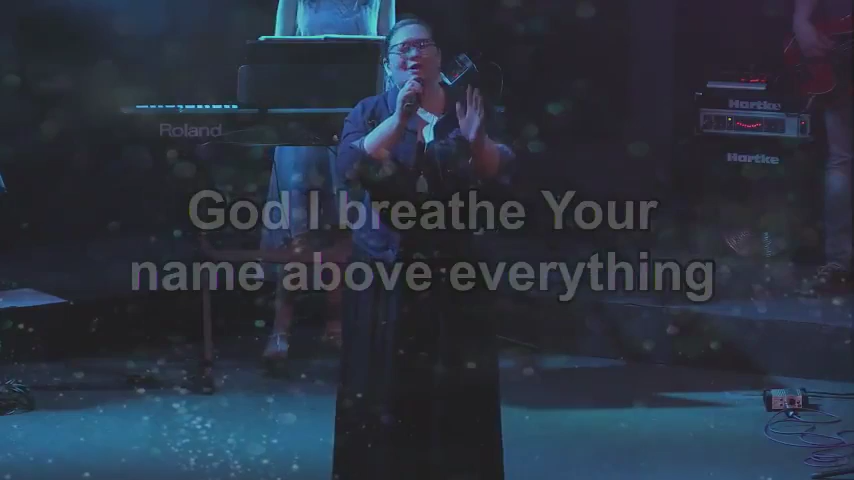 Roland
Hartke
Hartke
God I breathe Your
name above everything